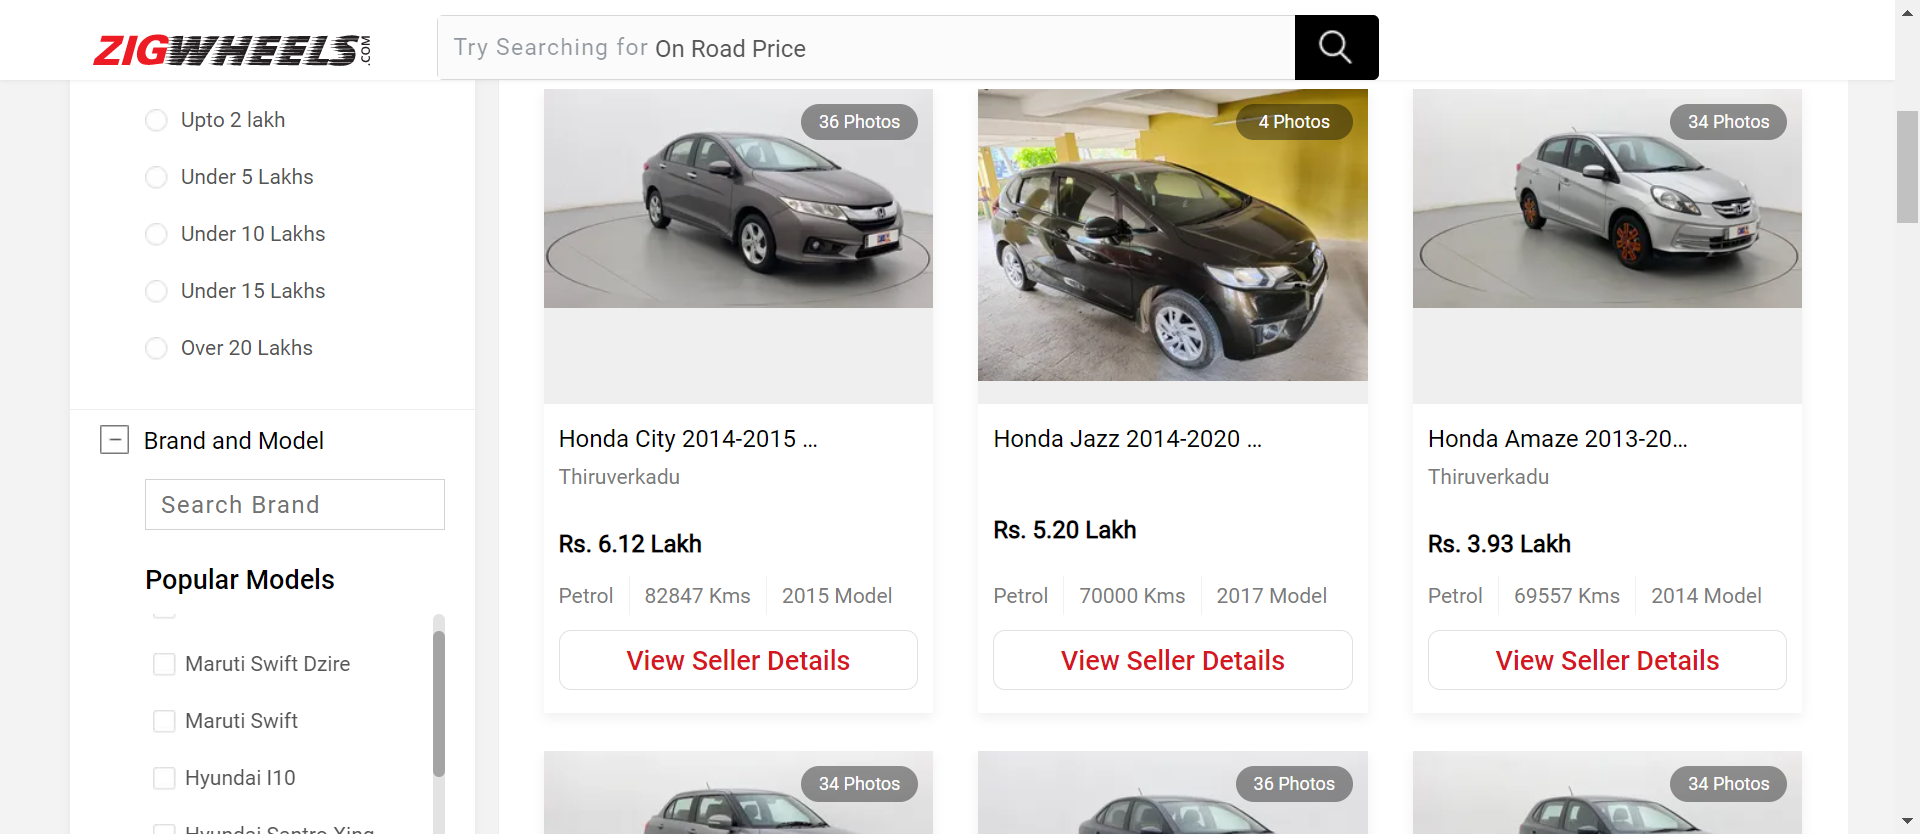 ZIGWHEELS.COM
Try Searching for On Road Price
Upto 2 lakh
Under 5 Lakhs
Under 10 Lakhs
Under 15 Lakhs
Over 20 Lakhs
Brand and Model
Search Brand
Popular Models
Maruti Swift Dzire
Maruti Swift
Hyundai I10
Hyundai Santro Xing
36 Photos
Honda City 2014-2015 ...
Thiruverkadu
Rs. 6.12 Lakh
Petrol
82847 Kms
2015 Model
View Seller Details
4 Photos
Honda Jazz 2014-2020 ...
Rs. 5.20 Lakh
Petrol
70000 Kms
2017 Model
View Seller Details
34 Photos
Honda Amaze 2013-20...
Thiruverkadu
Rs. 3.93 Lakh
Petrol
69557 Kms
2014 Model
View Seller Details
34 Photos
36 Photos
34 Photos